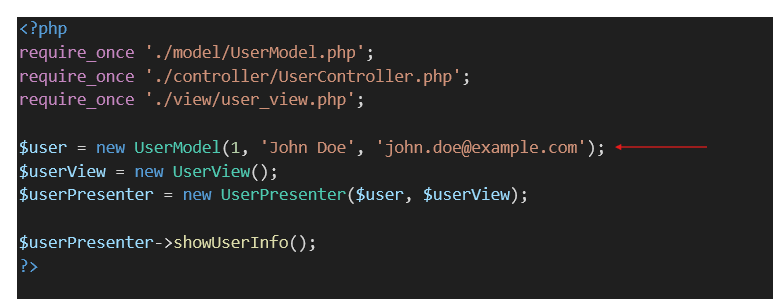 <?php
require_once './model/UserModel.php';
require_once './controller/UserController.php';
require_once './view/user_view.php';
$user = new UserModel(1, 'John Doe', 'john.doe@example.com');
$userView = new UserView();
$userPresenter = new UserPresenter($user, $userView);
$userPresenter->showUserInfo();
?>